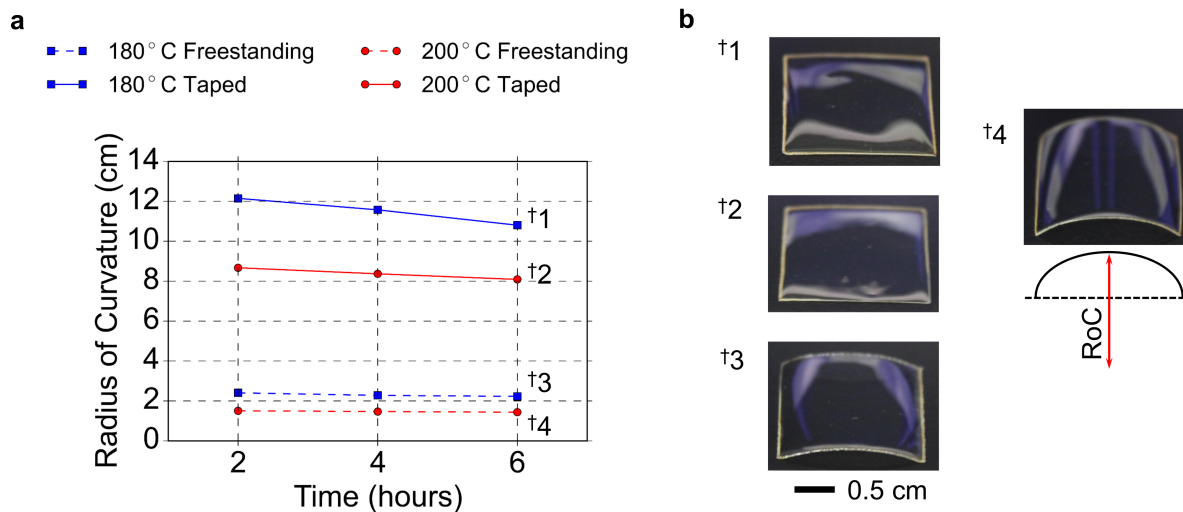 a
180°C Freestanding
200°C Freestanding
180°C Taped
200°C Taped
Radius of Curvature (cm)
14
12
10
8
6
4
2
0
†1
†2
†3
†4
2 4 6
Time (hours)
b
†1
†2
†3
†4
RoC
0.5 cm